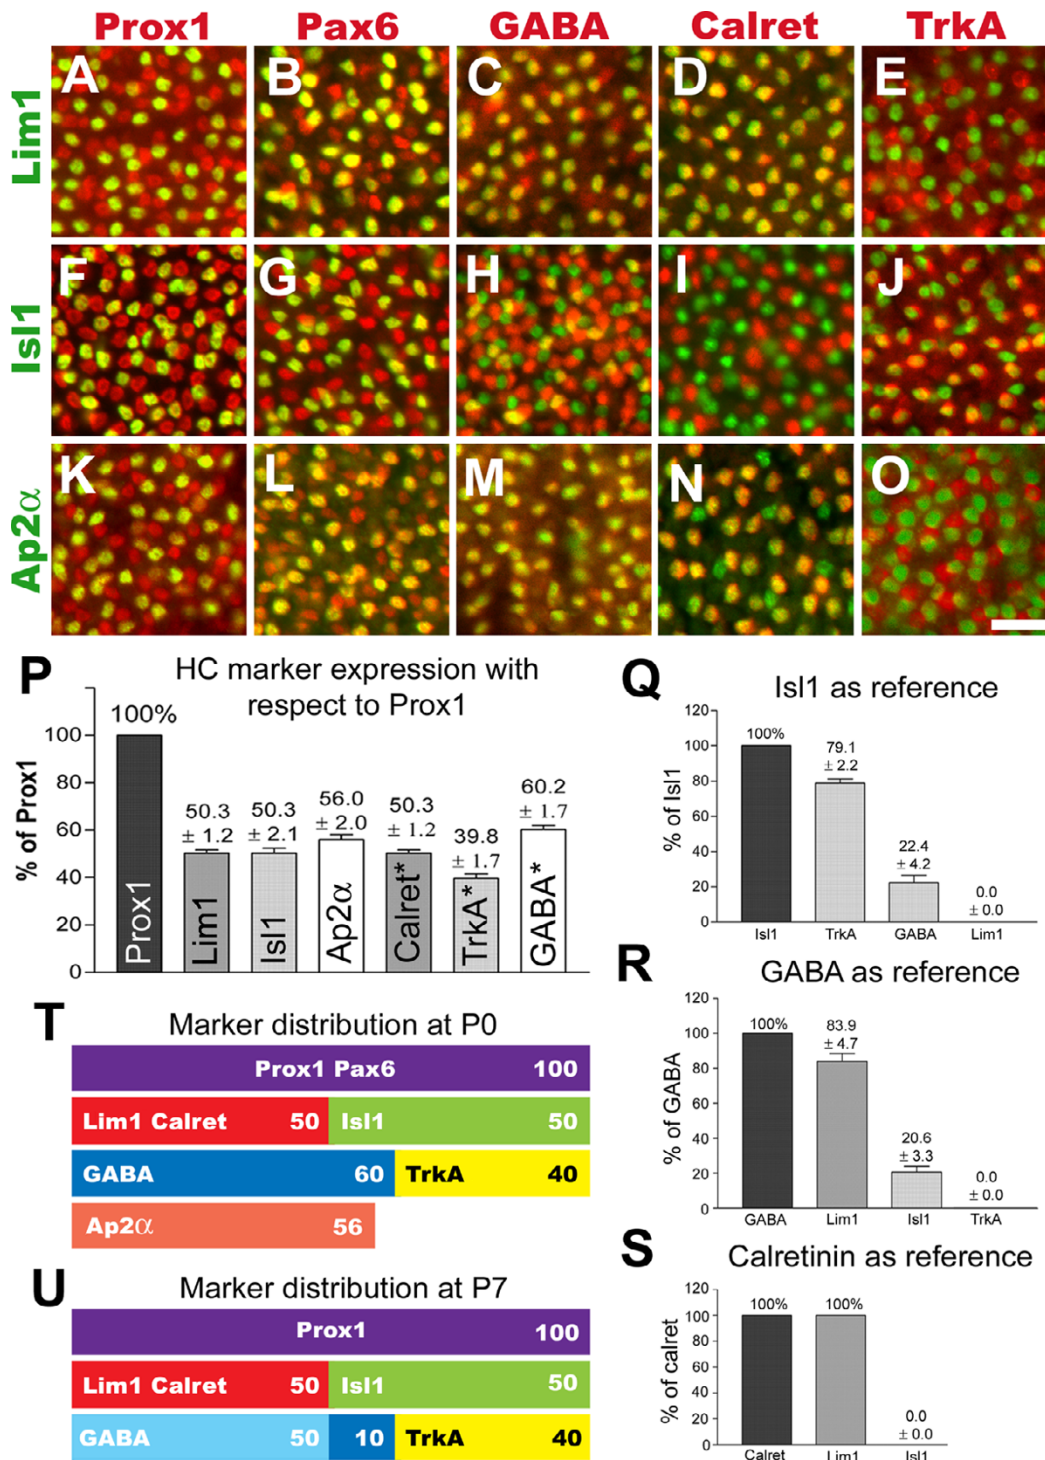 Prox1 Pax6 GABA Calret TrkA
Lim1
A B C D E
Isl1
F G H I J
Ap2α
K L M N O
P
HC marker expression with
respect to Prox1
% of Prox1
100
80
60
40
20
0
100%
50.3
± 1.2
50.3
± 2.1
56.0
± 2.0
50.3
± 1.2
39.8
± 1.7
60.2
± 1.7
Prox1
Lim1
Isl1
Ap2α
Calret*
TrkA*
GABA*
Q
Isl1 as reference
% of Isl1
120
100
80
60
40
20
0
100%
79.1
± 2.2
22.4
± 4.2
0.0
± 0.0
Isl1 TrkA GABA Lim1
R
GABA as reference
% of GABA
120
100
80
60
40
20
0
100%
83.9
± 4.7
20.6
± 3.3
0.0
± 0.0
GABA Lim1 Isl1 TrkA
S
Calretinin as reference
% of calret
120
100
80
60
40
20
0
100%
100%
0.0
± 0.0
Calret Lim1 Isl1
T
Marker distribution at P0
Prox1 Pax6 100
Lim1 Calret 50 Isl1 50
GABA 60 TrkA 40
Ap2α 56
U
Marker distribution at P7
Prox1 100
Lim1 Calret 50 Isl1 50
GABA 50 10 TrkA 40